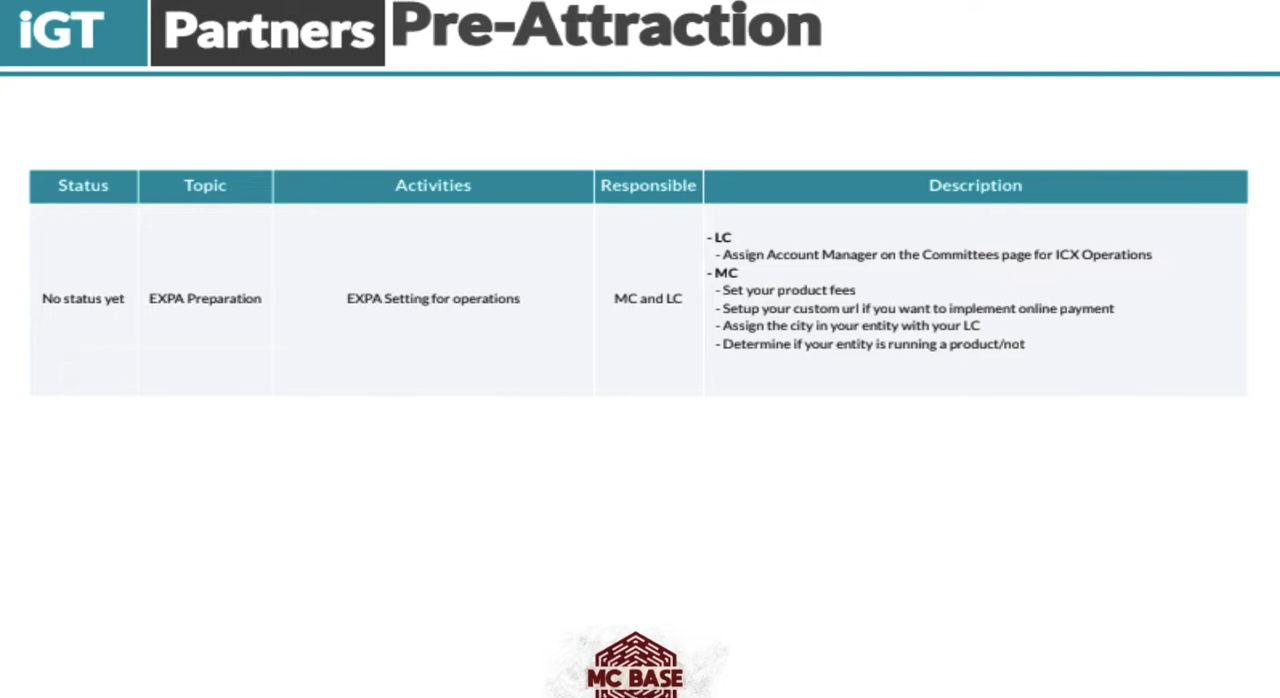 iGT Partners Pre-Attraction
Status Topic Activities Responsible Description
No status yet EXPA Preparation EXPA Setting for operations MC and LC
- LC
- Assign Account Manager on the Committees page for ICX Operations
- MC
- Set your product fees
- Setup your custom url if you want to implement online payment
- Assign the city in your entity with your LC
- Determine if your entity is running a product/not
MC BASE